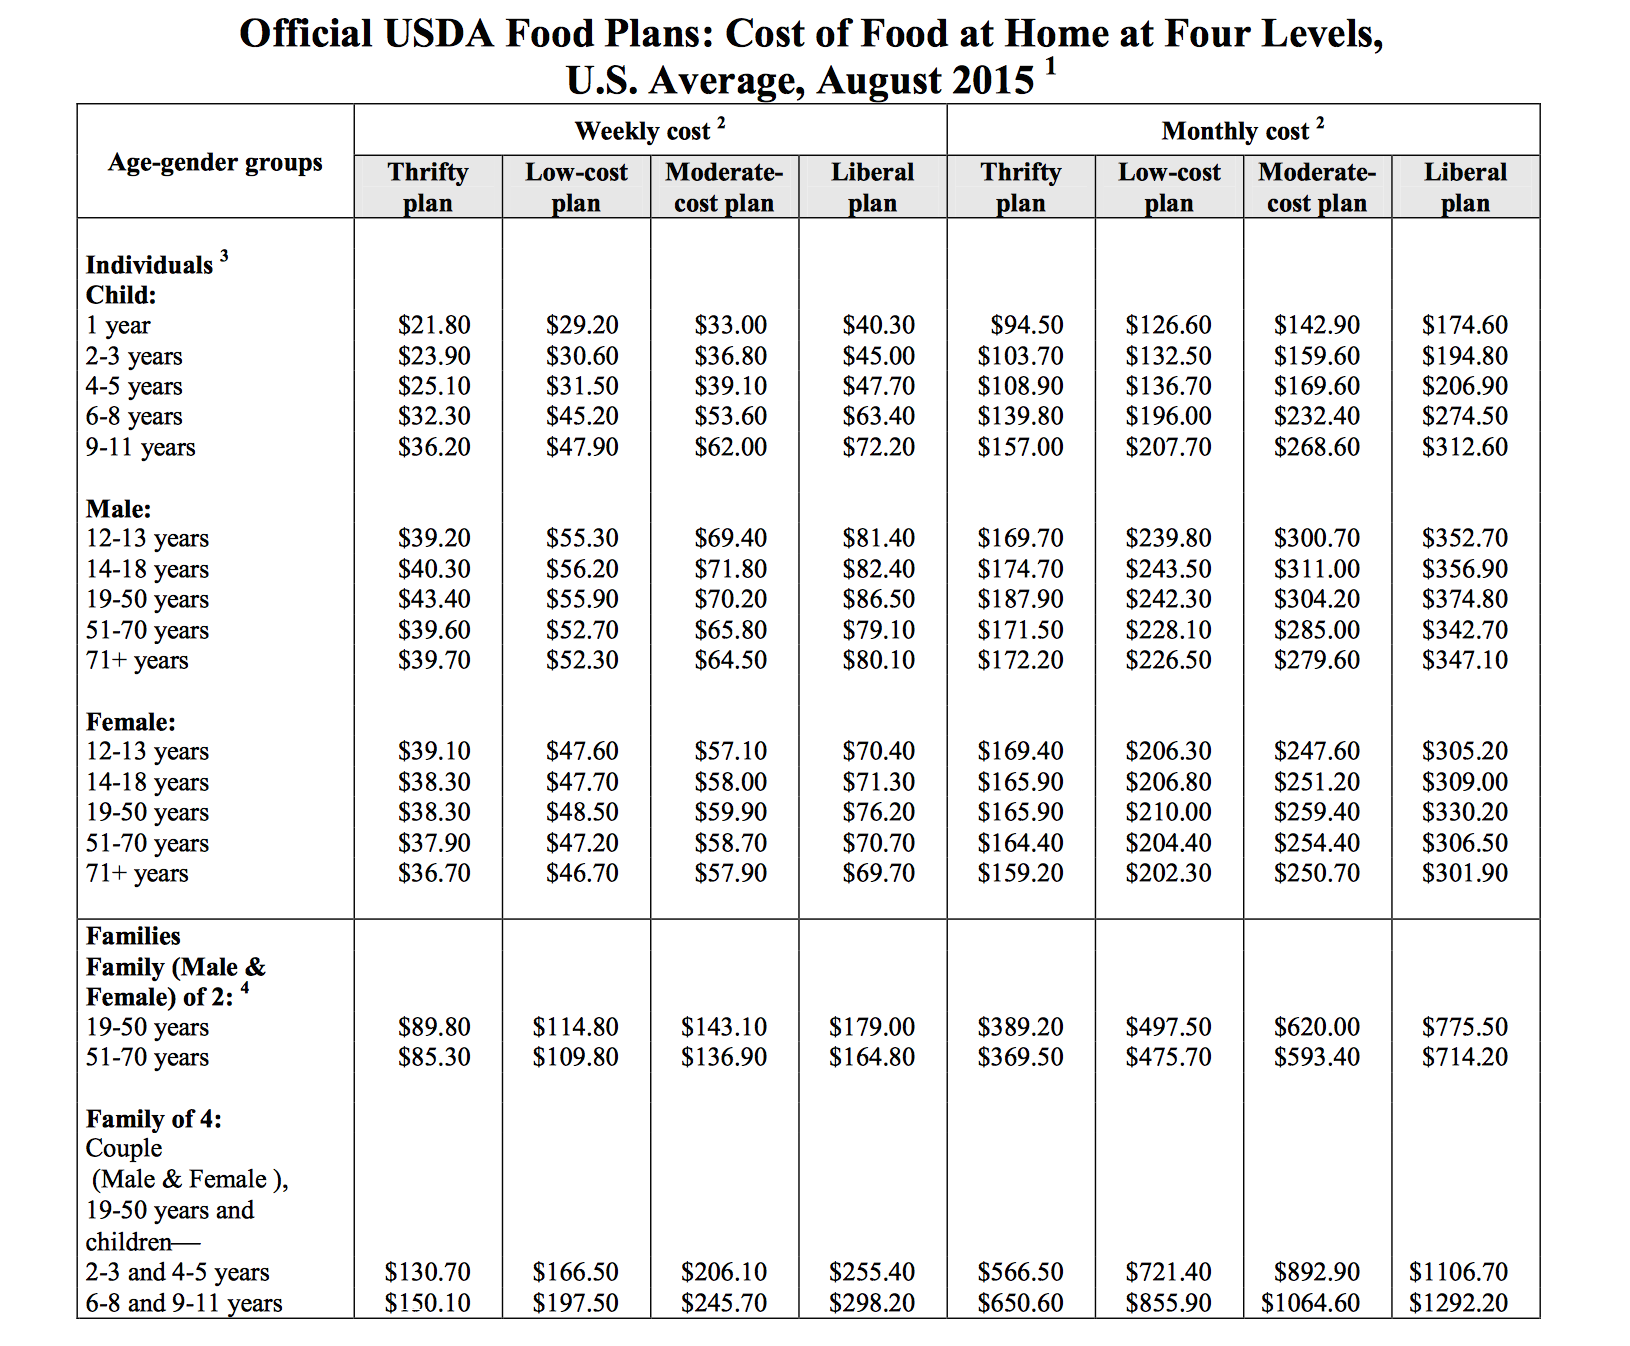 Official USDA Food Plans: Cost of Food at Home at Four Levels,
U.S. Average, August 2015 1
Age-gender groups Weekly cost 2 Monthly cost 2
Thrifty plan Low-cost plan Moderate-cost plan Liberal plan Thrifty plan Low-cost plan Moderate-cost plan Liberal plan
Individuals 3
Child:
1 year $21.80 $29.20 $33.00 $40.30 $94.50 $126.60 $142.90 $174.60
2-3 years $23.90 $30.60 $36.80 $45.00 $103.70 $132.50 $159.60 $194.80
4-5 years $25.10 $31.50 $39.10 $47.70 $108.90 $136.70 $169.60 $206.90
6-8 years $32.30 $45.20 $53.60 $63.40 $139.80 $196.00 $232.40 $274.50
9-11 years $36.20 $47.90 $62.00 $72.20 $157.00 $207.70 $268.60 $312.60
Male:
12-13 years $39.20 $55.30 $69.40 $81.40 $169.70 $239.80 $300.70 $352.70
14-18 years $40.30 $56.20 $71.80 $82.40 $174.70 $243.50 $311.00 $356.90
19-50 years $43.40 $55.90 $70.20 $86.50 $187.90 $242.30 $304.20 $374.80
51-70 years $39.60 $52.70 $65.80 $79.10 $171.50 $228.10 $285.00 $342.70
71+ years $39.70 $52.30 $64.50 $80.10 $172.20 $226.50 $279.60 $347.10
Female:
12-13 years $39.10 $47.60 $57.10 $70.40 $169.40 $206.30 $247.60 $305.20
14-18 years $38.30 $47.70 $58.00 $71.30 $165.90 $206.80 $251.20 $309.00
19-50 years $38.30 $48.50 $59.90 $76.20 $165.90 $210.00 $259.40 $330.20
51-70 years $37.90 $47.20 $58.70 $70.70 $164.40 $204.40 $254.40 $306.50
71+ years $36.70 $46.70 $57.90 $69.70 $159.20 $202.30 $250.70 $301.90
Families
Family (Male &
Female) of 2: 4
19-50 years $89.80 $114.80 $143.10 $179.00 $389.20 $497.50 $620.00 $775.50
51-70 years $85.30 $109.80 $136.90 $164.80 $369.50 $475.70 $593.40 $714.20
Family of 4:
Couple
(Male & Female ),
19-50 years and
children—
2-3 and 4-5 years $130.70 $166.50 $206.10 $255.40 $566.50 $721.40 $892.90 $1106.70
6-8 and 9-11 years $150.10 $197.50 $245.70 $298.20 $650.60 $855.90 $1064.60 $1292.20